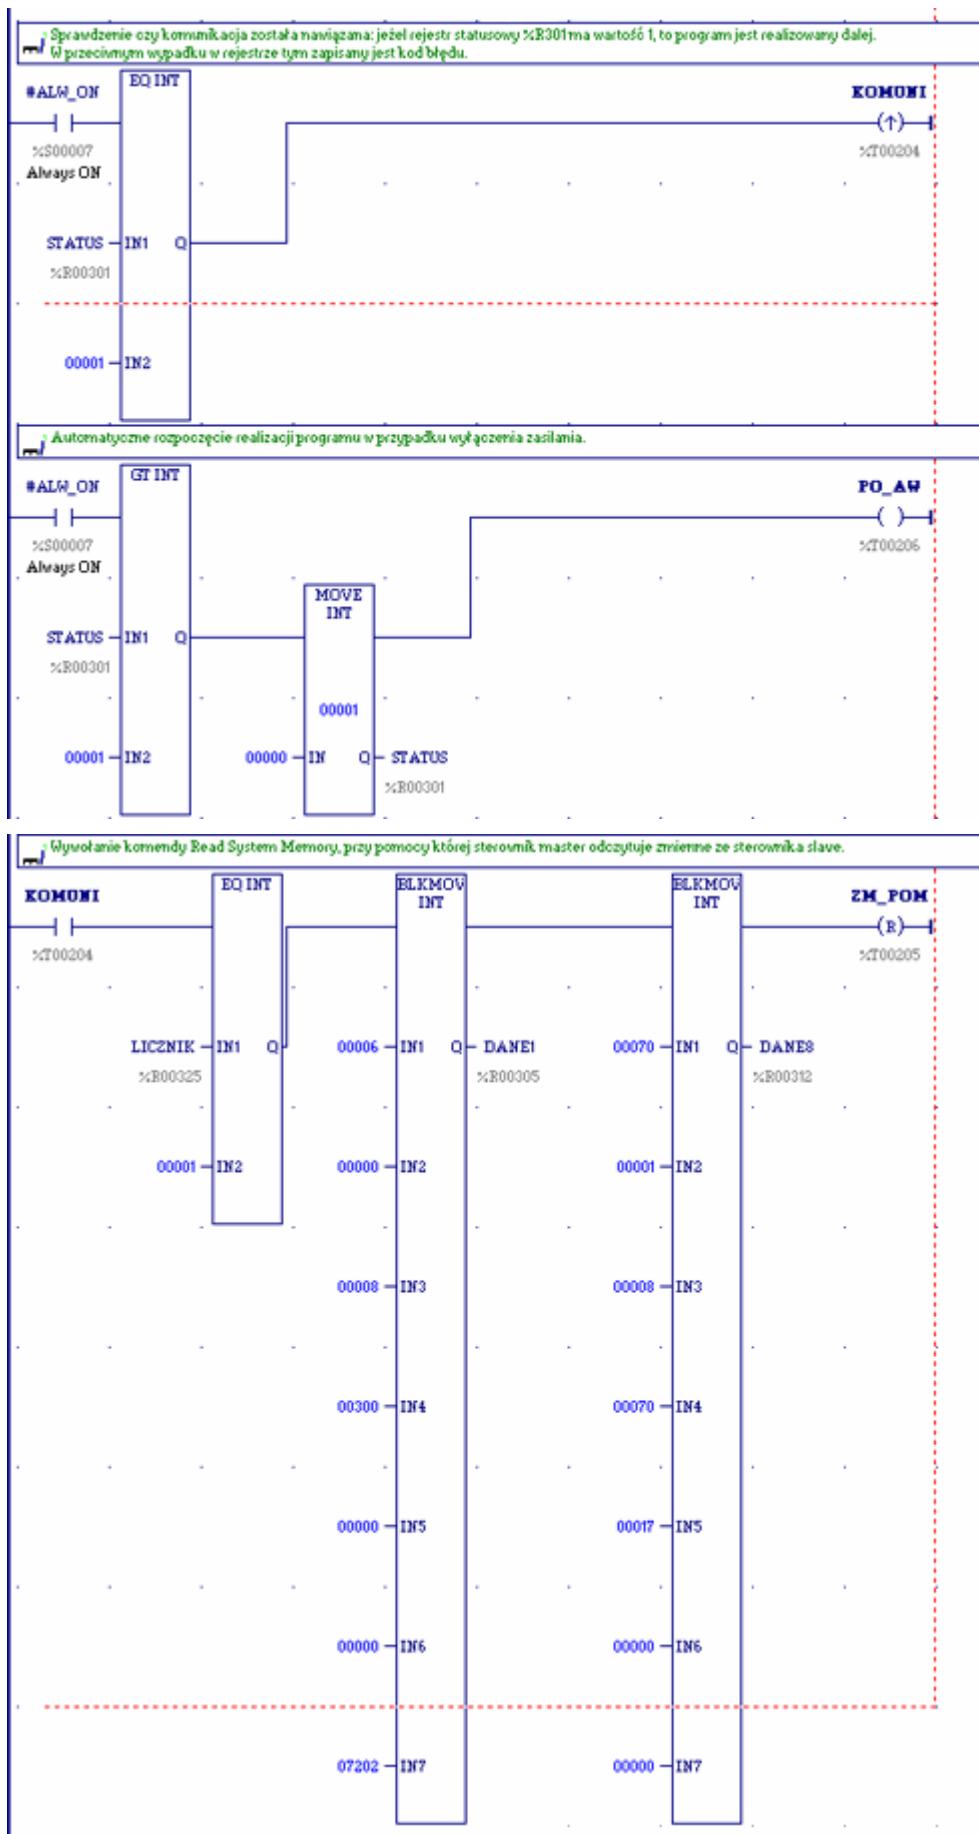 Sprawdzenie czy komunikacja została nawiązana: jeżel rejestr statusowy %R301 ma wartość 1, to program jest realizowany dalej.
W przeciwnym wypadku w rejestrze tym zapisany jest kod błędu.
#ALW_ON EQ INT KOMUNI
(↑)
%S00007 %T00204
Always ON
STATUS IN1 Q
%R00301
00001 IN2
Automatyczne rozpoczęcie realizacji programu w przypadku wyłączenia zasilania.
#ALW_ON GT INT PO_AW
( )
%S00007 %T00206
Always ON
MOVE
INT
STATUS IN1 Q
%R00301
00001
00001 IN2 00000 IN Q STATUS
%R00301
Wywołanie komendy Read System Memory, przy pomocy której sterownik master odczytuje zmienne ze sterownika slave.
KOMUNI EQ INT BLKMOV BLKMOV ZM_POM
INT INT
(R)
%T00204 %T00205
LICZNIK IN1 Q 00006 IN1 Q DANE1 00070 IN1 Q DANE8
%R00325 %R00305 %R00312
00001 IN2 00000 IN2 00001 IN2
00008 IN3 00008 IN3
00300 IN4 00070 IN4
00000 IN5 00017 IN5
00000 IN6 00000 IN6
07202 IN7 00000 IN7